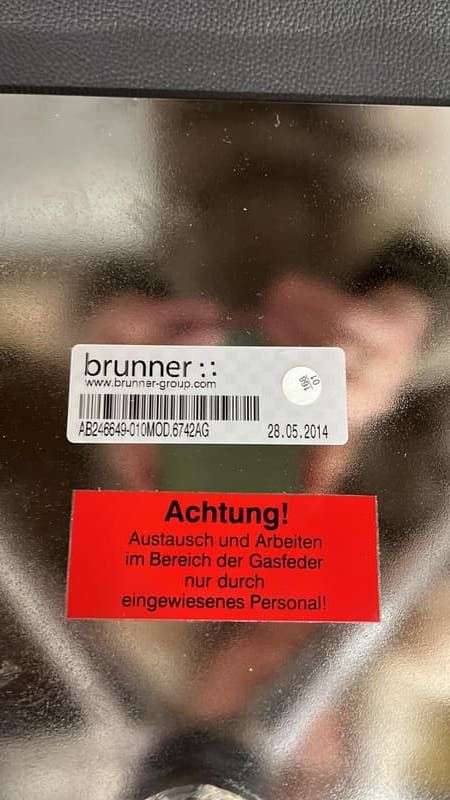 brunner ::
www.brunner-group.com
AB246649-010MOD.6742AG 28.05.2014
Achtung!
Austausch und Arbeiten
im Bereich der Gasfeder
nur durch
eingewiesenes Personal!